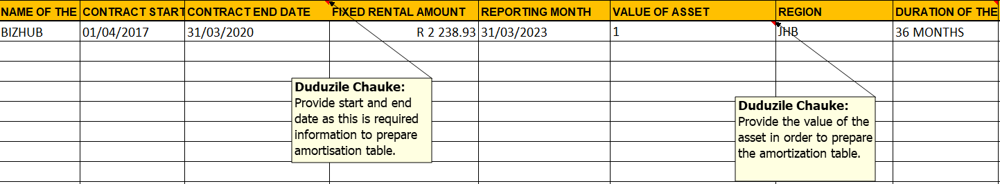 NAME OF THE CONTRACT START CONTRACT END DATE FIXED RENTAL AMOUNT REPORTING MONTH VALUE OF ASSET REGION DURATION OF THE
BIZHUB 01/04/2017 31/03/2020 R 2 238.93 31/03/2023 1 JHB 36 MONTHS
Duduzile Chauke:
Provide start and end
date as this is required
information to prepare
amortisation table.
Duduzile Chauke:
Provide the value of the
asset in order to prepare
the amortization table.